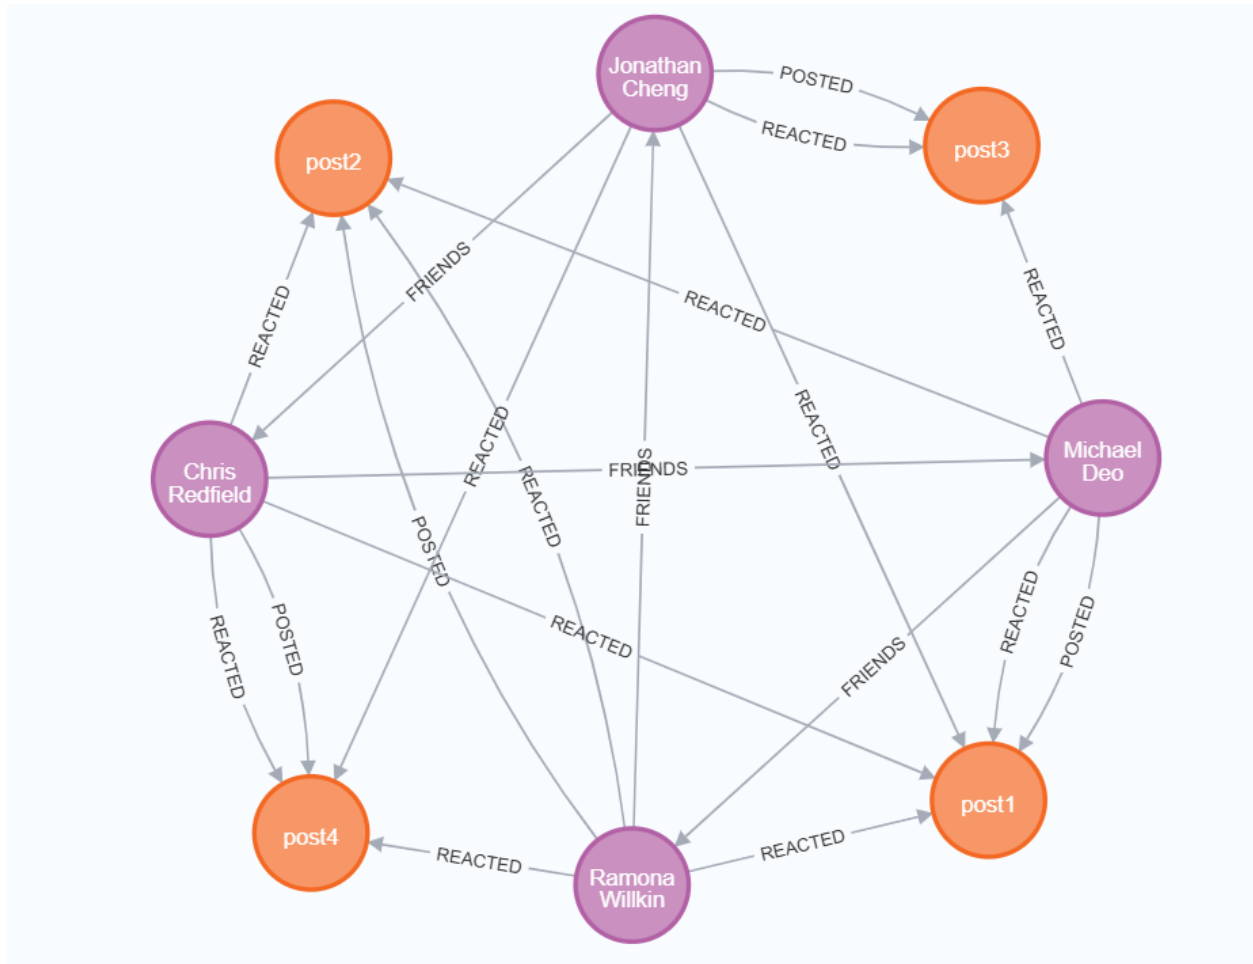 Jonathan
Cheng
POSTED
REACTED
post3
post2
FRIENDS
REACTED
REACTED
REACTED
REACTED
REACTED
Michael
Deo
Chris
Redfield
FRIENDS
FRIENDS
REACTED
REACTED
POSTED
REACTED
POSTED
REACTED
POSTED
REACTED
FRIENDS
post1
post4
REACTED
REACTED
Ramona
Willkin